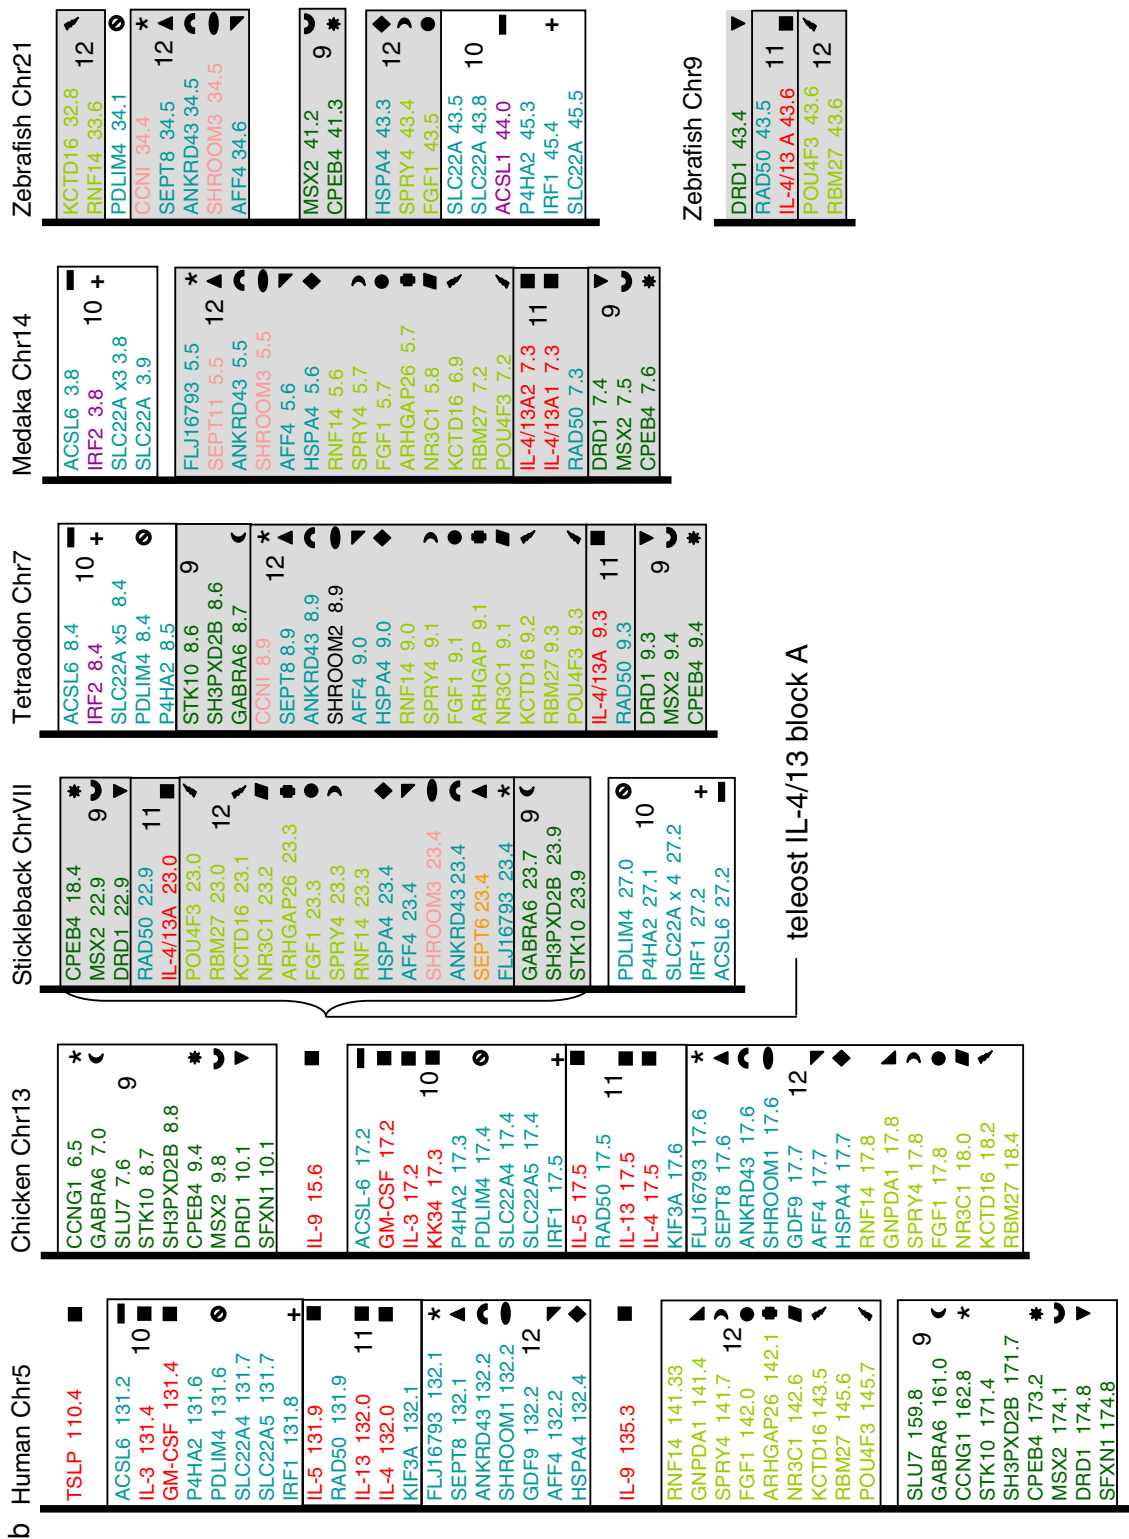 b
Human Chr5
TSLP 110.4
ACSL6 131.2
IL-3 131.4
10
GM-CSF 131.4
P4HA2 131.6
PDLIM4 131.6
SLC22A4 131.7
SLC22A5 131.7
IRF1 131.8
IL-5 131.9
RAD50 131.9
IL-13 132.0
11
IL-4 132.0
KIF3A 132.1
FLJ16793 132.1
SEPT8 132.1
ANKRD43 132.2
SHROOM1 132.2
GDF9 132.2
12
AFF4 132.2
HSPA4 132.4
IL-9 135.3
RNF14 141.33
GNPDA1 141.4
SPRY4 141.7
12
FGF1 142.0
ARHGAP26 142.1
NR3C1 142.6
KCTD16 143.5
RBM27 145.6
POU4F3 145.7
SLU7 159.8
9
GABRA6 161.0
CCNG1 162.8
STK10 171.4
SH3PXD2B 171.7
CPEB4 173.2
MSX2 174.1
DRD1 174.8
SFXN1 174.8
Chicken Chr13
CCNG1 6.5
GABRA6 7.0
SLU7 7.6
9
STK10 8.7
SH3PXD2B 8.8
CPEB4 9.4
MSX2 9.8
DRD1 10.1
SFXN1 10.1
IL-9 15.6
ACSL-6 17.2
GM-CSF 17.2
IL-3 17.2
10
KK34 17.3
P4HA2 17.3
PDLIM4 17.4
SLC22A4 17.4
SLC22A5 17.4
IRF1 17.5
IL-5 17.5
RAD50 17.5
11
IL-13 17.5
IL-4 17.5
KIF3A 17.6
FLJ16793 17.6
SEPT8 17.6
ANKRD43 17.6
SHROOM1 17.6
GDF9 17.7
12
AFF4 17.7
HSPA4 17.7
RNF14 17.8
GNPDA1 17.8
SPRY4 17.8
FGF1 17.8
NR3C1 18.0
KCTD16 18.2
RBM27 18.4
Stickleback ChrVII
CPEB4 18.4
MSX2 22.9
9
DRD1 22.9
RAD50 22.9
11
IL-4/13A 23.0
POU4F3 23.0
RBM27 23.0
12
KCTD16 23.1
NR3C1 23.2
ARHGAP26 23.3
FGF1 23.3
SPRY4 23.3
RNF14 23.3
HSPA4 23.4
AFF4 23.4
SHROOM3 23.4
ANKRD43 23.4
SEPT6 23.4
FLJ16793 23.4
GABRA6 23.7
9
SH3PXD2B 23.9
STK10 23.9
PDLIM4 27.0
P4HA2 27.1
10
SLC22A x 4 27.2
IRF1 27.2
ACSL6 27.2
teleost IL-4/13 block A
Tetraodon Chr7
ACSL6 8.4
10
IRF2 8.4
SLC22A x5 8.4
PDLIM4 8.4
P4HA2 8.5
STK10 8.6
9
SH3PXD2B 8.6
GABRA6 8.7
CCNI 8.9
12
SEPT8 8.9
ANKRD43 8.9
SHROOM2 8.9
AFF4 9.0
HSPA4 9.0
RNF14 9.0
SPRY4 9.1
FGF1 9.1
ARHGAP 9.1
NR3C1 9.1
KCTD16 9.2
RBM27 9.3
POU4F3 9.3
IL-4/13A 9.3
11
RAD50 9.3
DRD1 9.3
9
MSX2 9.4
CPEB4 9.4
Medaka Chr14
ACSL6 3.8
IRF2 3.8
10
SLC22A x3 3.8
SLC22A 3.9
FLJ16793 5.5
SEPT11 5.5
12
ANKRD43 5.5
SHROOM3 5.5
AFF4 5.6
HSPA4 5.6
RNF14 5.6
SPRY4 5.7
FGF1 5.7
ARHGAP26 5.7
NR3C1 5.8
KCTD16 6.9
RBM27 7.2
POU4F3 7.2
IL-4/13A2 7.3
11
IL-4/13A1 7.3
RAD50 7.3
DRD1 7.4
9
MSX2 7.5
CPEB4 7.6
Zebrafish Chr21
KCTD16 32.8
12
RNF14 33.6
PDLIM4 34.1
CCNI 34.4
SEPT8 34.5
12
ANKRD43 34.5
SHROOM3 34.5
AFF4 34.6
MSX2 41.2
9
CPEB4 41.3
HSPA4 43.3
12
SPRY4 43.4
FGF1 43.5
SLC22A 43.5
10
SLC22A 43.8
ACSL1 44.0
P4HA2 45.3
IRF1 45.4
SLC22A 45.5
Zebrafish Chr9
DRD1 43.4
RAD50 43.5
11
IL-4/13 A 43.6
POU4F3 43.6
12
RBM27 43.6